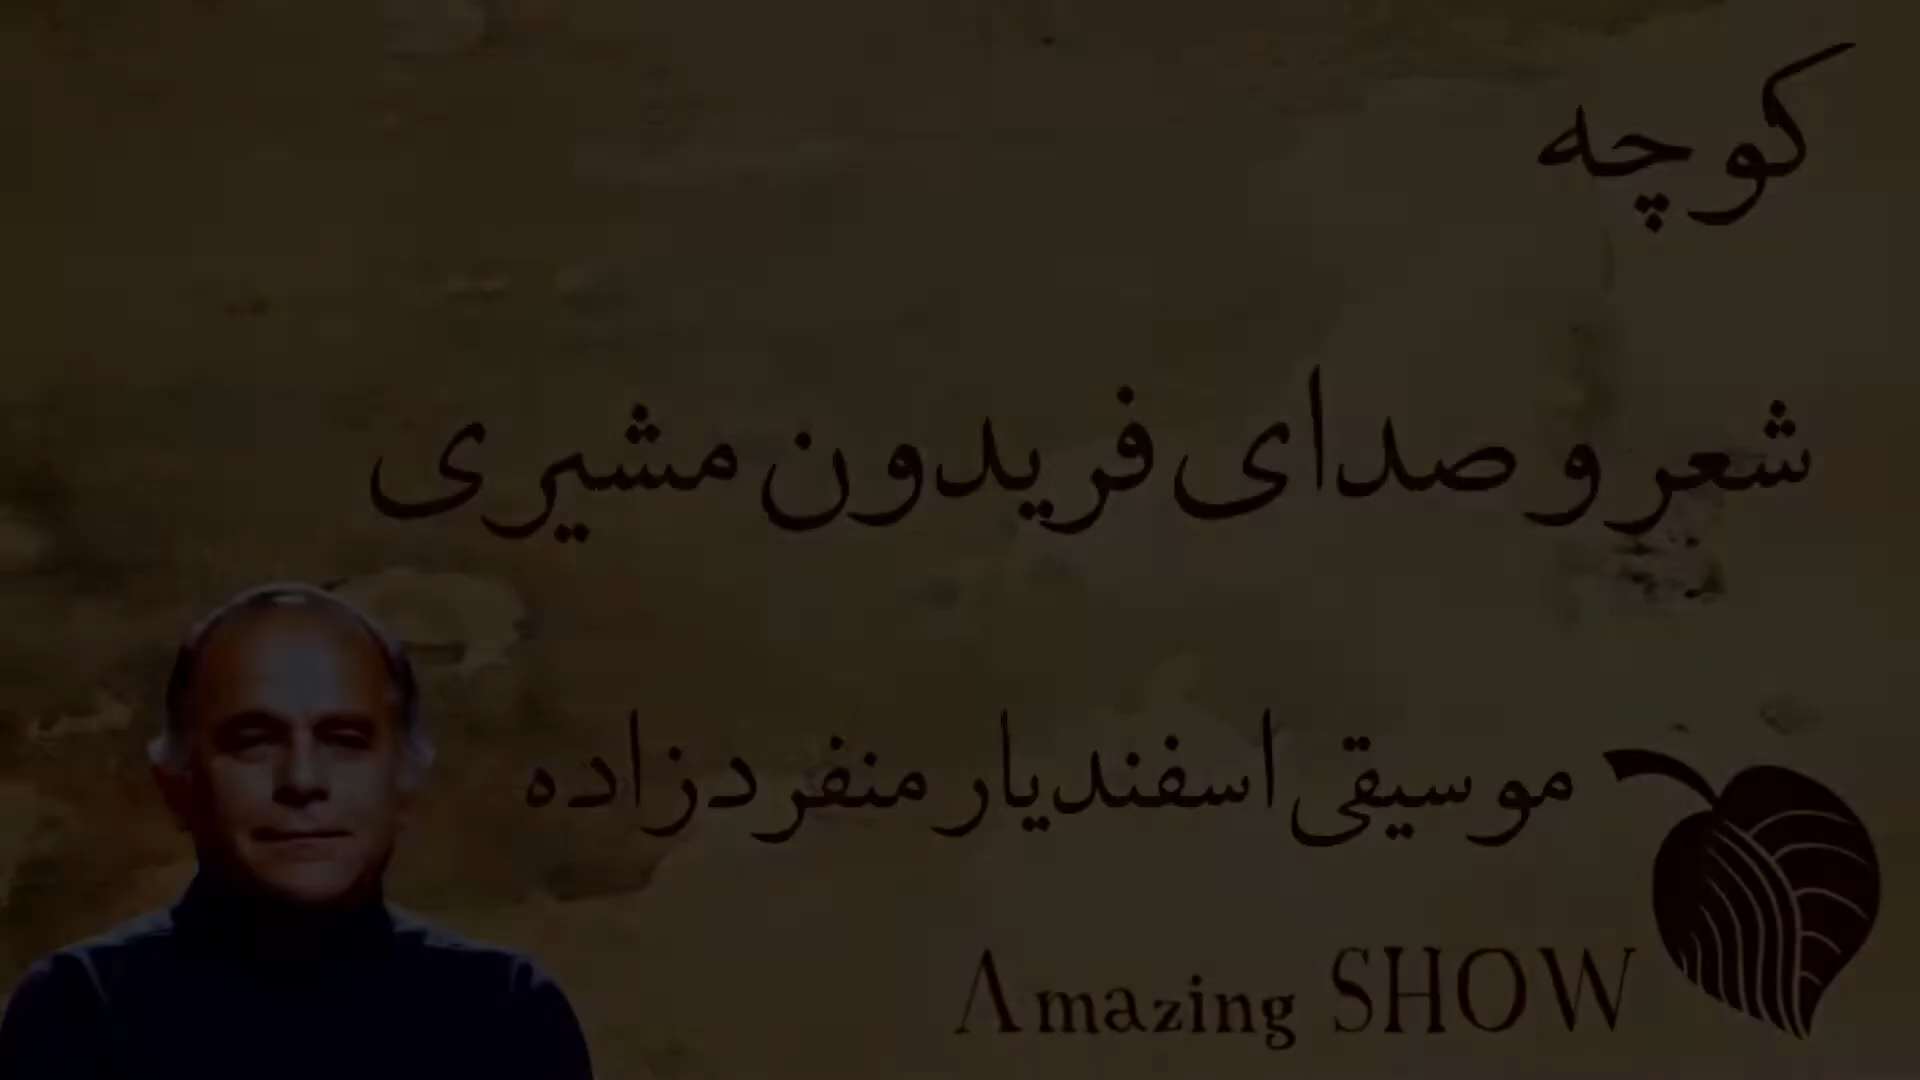 کوچه
شعر و صدای فریدون مشیری
موسیقی اسفندیار منفردزاده
Amazing SHOW